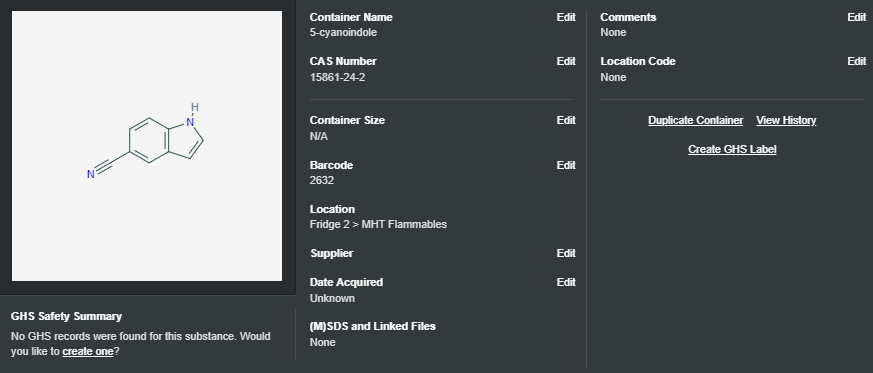 H
N
N
GHS Safety Summary
No GHS records were found for this substance. Would
you like to create one?
Container Name Edit
5-cyanoindole
CAS Number Edit
15861-24-2
Container Size Edit
N/A
Barcode Edit
2632
Location
Fridge 2 > MHT Flammables
Supplier Edit
Date Acquired Edit
Unknown
(M)SDS and Linked Files
None
Comments Edit
None
Location Code Edit
None
Duplicate Container View History
Create GHS Label